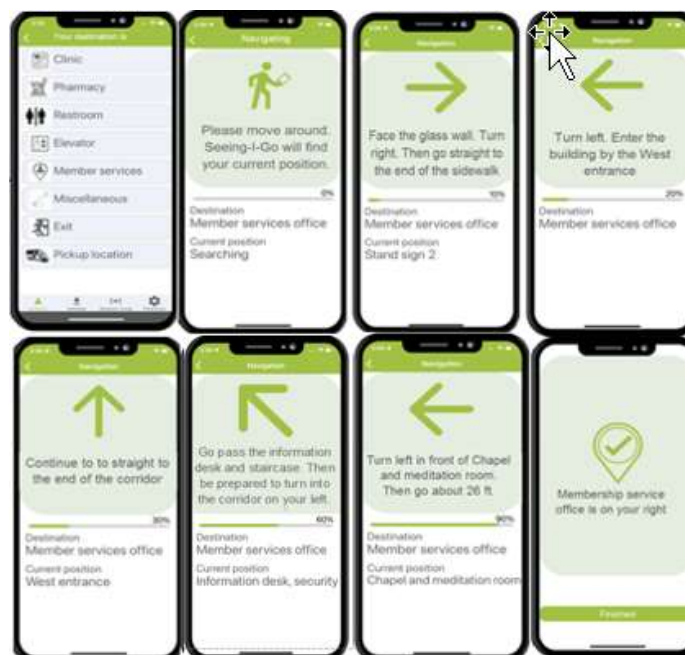 Your destination is
Clinic
Pharmacy
Restroom
Elevator
Member services
Miscellaneous
Exit
Pickup location
Navigating
Please move around.
Seeing-I-Go will find
your current position.
0%
Destination
Member services office
Current position
Searching
Navigation
Face the glass wall. Turn
right. Then go straight to
the end of the sidewalk
10%
Destination
Member services office
Current position
Stand sign 2
Navigation
Turn left. Enter the
building by the West
entrance
20%
Destination
Member services office
Navigation
Continue to to straight to
the end of the corridor
30%
Destination
Member services office
Current position
West entrance
Navigation
Go pass the information
desk and staircase. Then
be prepared to turn into
the corridor on your left.
60%
Destination
Member services office
Current position
Information desk, security
Navigation
Turn left in front of Chapel
and meditation room.
Then go about 26 ft
90%
Destination
Member services office
Current position
Chapel and meditation room
Membership service
office is on your right
Finished